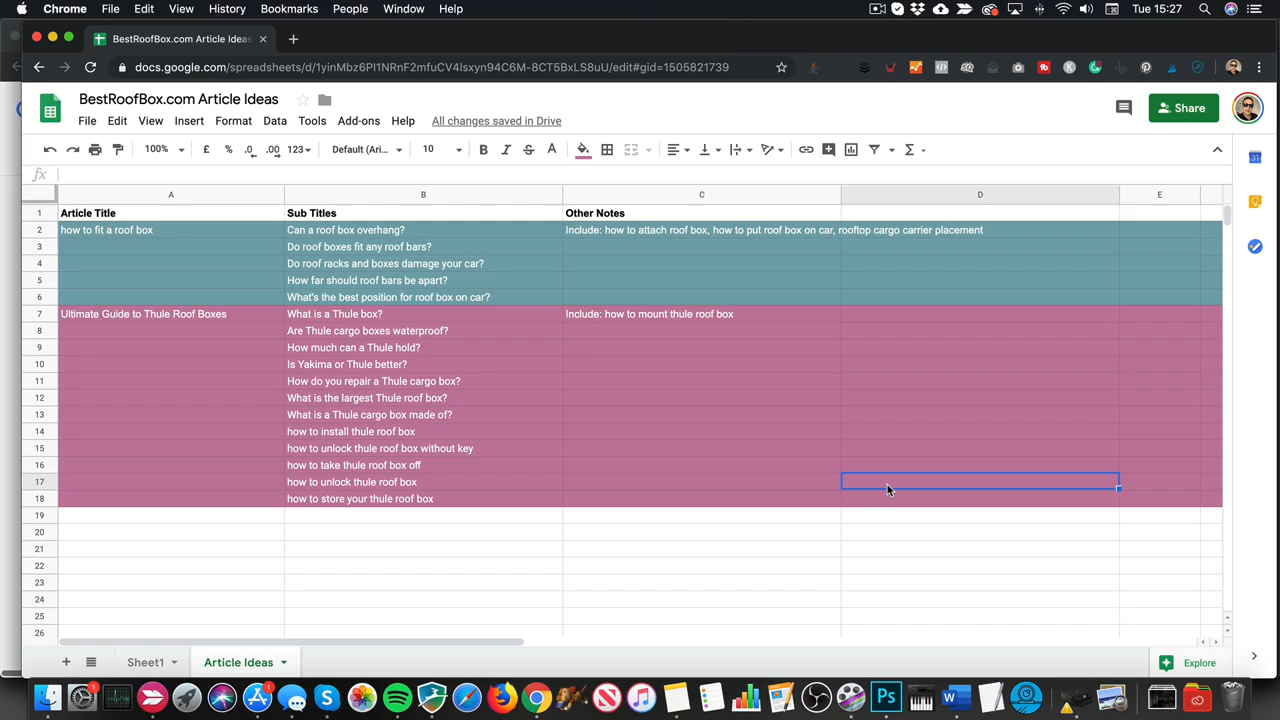 Chrome File Edit View History Bookmarks People Window Help Tue 15:27
BestRoofBox.com Article Ideas
docs.google.com/spreadsheets/d/1yinMbz6PI1NRnF2mfuCV4lsxyn94C6M-8CT5BxLS8uU/edit#gid=1505821739
BestRoofBox.com Article Ideas
File Edit View Insert Format Data Tools Add-ons Help All changes saved in Drive
Share
100% £ % .0 .00 123 Default (Ari... 10 B I S A
fx
A B C D E
1 Article Title Sub Titles Other Notes
2 how to fit a roof box Can a roof box overhang? Include: how to attach roof box, how to put roof box on car, rooftop cargo carrier placement
3 Do roof boxes fit any roof bars?
4 Do roof racks and boxes damage your car?
5 How far should roof bars be apart?
6 What's the best position for roof box on car?
7 Ultimate Guide to Thule Roof Boxes What is a Thule box? Include: how to mount thule roof box
8 Are Thule cargo boxes waterproof?
9 How much can a Thule hold?
10 Is Yakima or Thule better?
11 How do you repair a Thule cargo box?
12 What is the largest Thule roof box?
13 What is a Thule cargo box made of?
14 how to install thule roof box
15 how to unlock thule roof box without key
16 how to take thule roof box off
17 how to unlock thule roof box
18 how to store your thule roof box
19
20
21
22
23
24
25
26
Sheet1 Article Ideas Explore